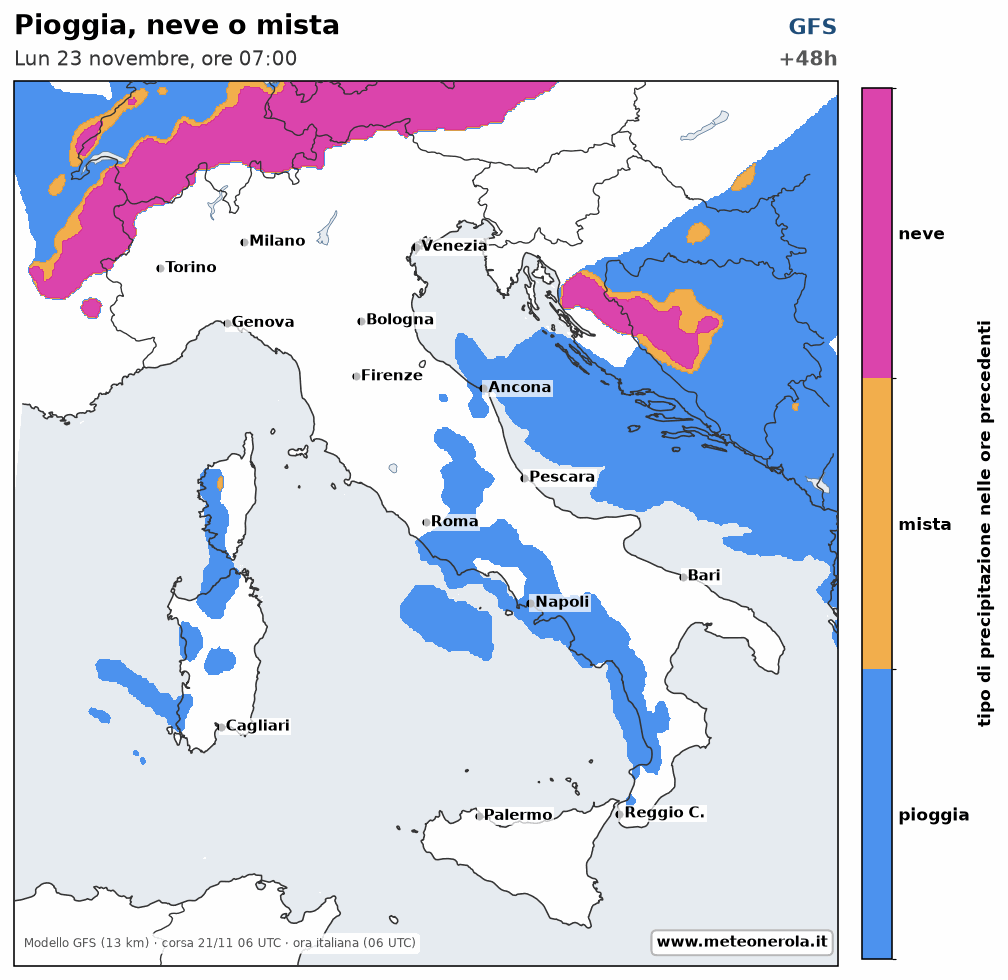 Pioggia, neve o mista
GFS
Lun 23 novembre, ore 07:00
+48h
neve
Milano
Venezia
Torino
Genova
Bologna
Firenze
Ancona
Pescara
mista
Roma
Bari
Napoli
Cagliari
Palermo
Reggio C.
pioggia
tipo di precipitazione nelle ore precedenti
Modello GFS (13 km) · corsa 21/11 06 UTC · ora italiana (06 UTC)
www.meteonerola.it